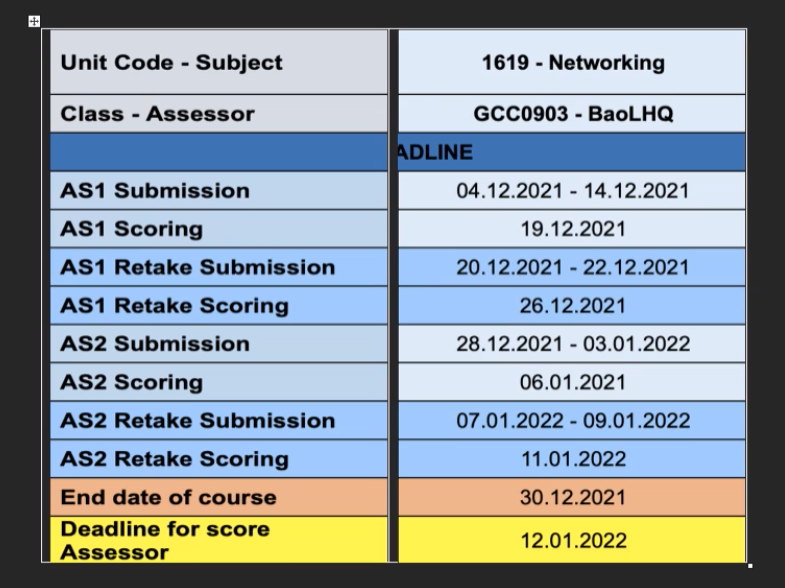 Unit Code - Subject 1619 - Networking
Class - Assessor GCC0903 - BaoLHQ
ADLINE
AS1 Submission 04.12.2021 - 14.12.2021
AS1 Scoring 19.12.2021
AS1 Retake Submission 20.12.2021 - 22.12.2021
AS1 Retake Scoring 26.12.2021
AS2 Submission 28.12.2021 - 03.01.2022
AS2 Scoring 06.01.2021
AS2 Retake Submission 07.01.2022 - 09.01.2022
AS2 Retake Scoring 11.01.2022
End date of course 30.12.2021
Deadline for score
Assessor 12.01.2022